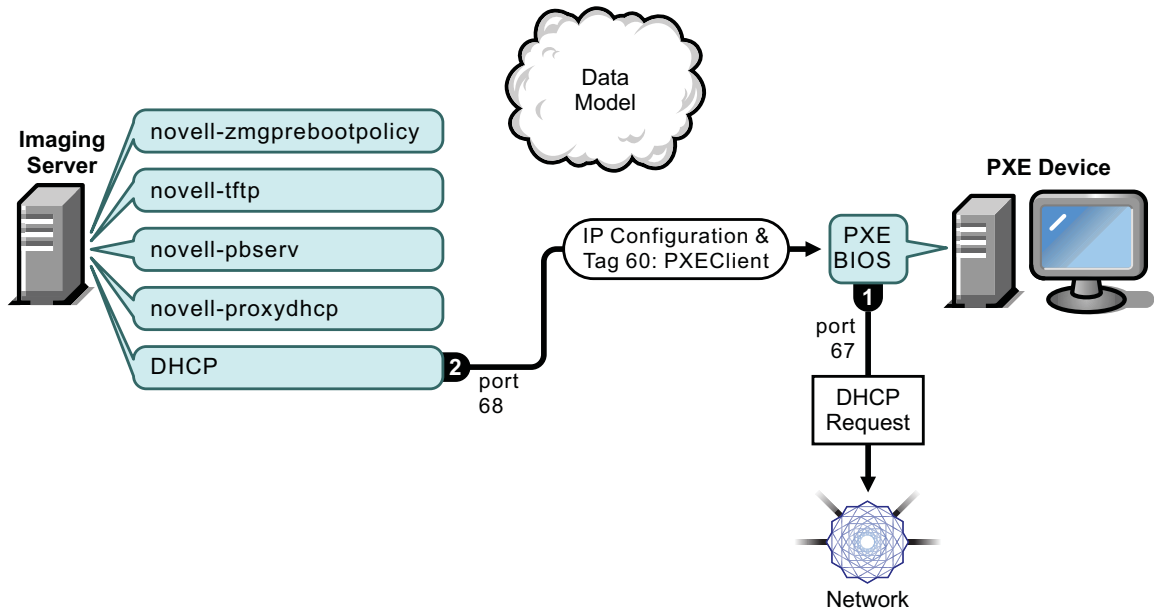 Data
Model
Imaging
Server
novell-zmgprebootpolicy
novell-tftp
novell-pbserv
novell-proxydhcp
DHCP
2
port
68
IP Configuration &
Tag 60: PXEClient
PXE
BIOS
PXE Device
1
port
67
DHCP
Request
Network